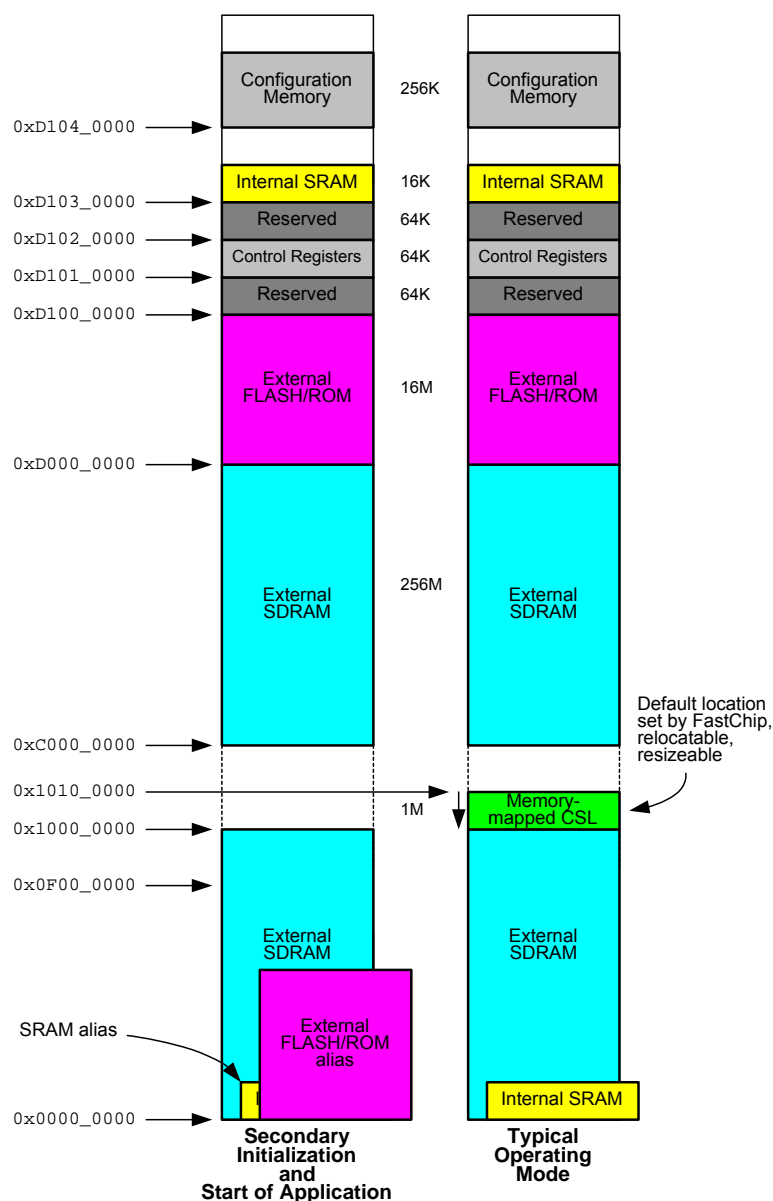 Configuration
Memory
256K
Configuration
Memory
0xD104_0000
Internal SRAM
16K
Internal SRAM
0xD103_0000
Reserved
64K
Reserved
0xD102_0000
Control Registers
64K
Control Registers
0xD101_0000
Reserved
64K
Reserved
0xD100_0000
External
FLASH/ROM
16M
External
FLASH/ROM
0xD000_0000
External
SDRAM
256M
External
SDRAM
Default location
set by FastChip,
relocatable,
resizeable
0xC000_0000
0x1010_0000
1M
Memory-
mapped CSL
0x1000_0000
0x0F00_0000
External
SDRAM
External
SDRAM
SRAM alias
External
FLASH/ROM
alias
Internal SRAM
0x0000_0000
Secondary
Initialization
and
Start of Application
Typical
Operating
Mode